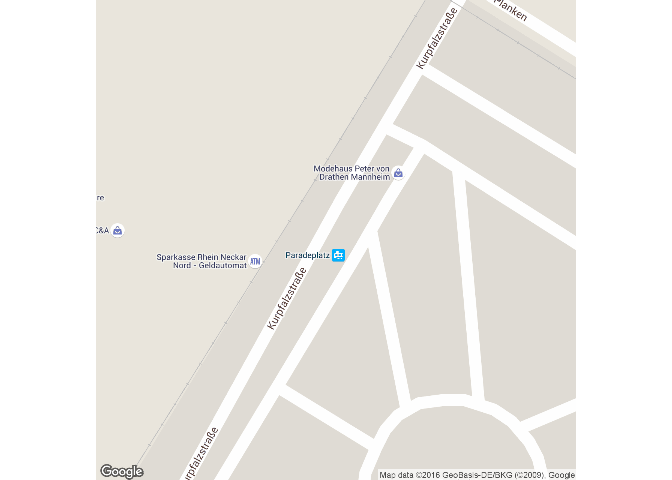 Planken
Kurpfalzstraße
Modehaus Peter von
Drathen Mannheim
re
C&A
Sparkasse Rhein Neckar
Nord - Geldautomat
Paradeplatz
Kurpfalzstraße
Kurpfalzstraße
Google
Map data ©2016 GeoBasis-DE/BKG (©2009), Google